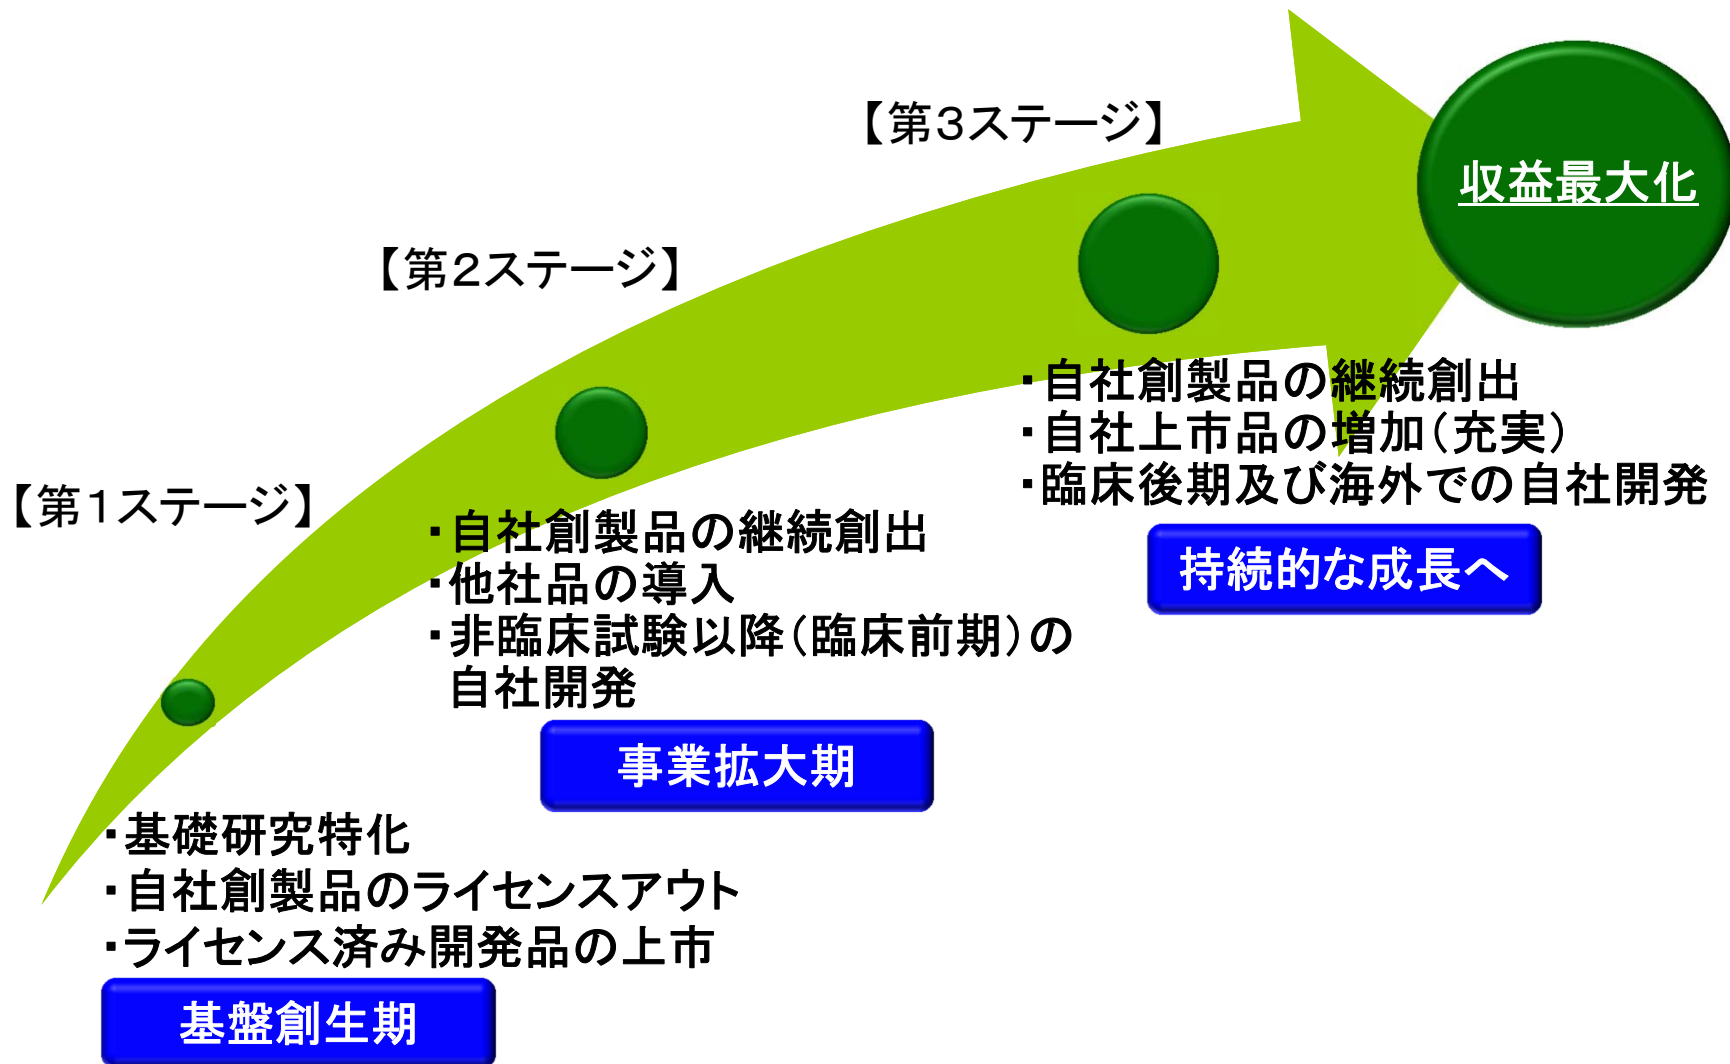 【第1ステージ】
・基礎研究特化
・自社創製品のライセンスアウト
・ライセンス済み開発品の上市
基盤創生期
【第2ステージ】
・自社創製品の継続創出
・他社品の導入
・非臨床試験以降(臨床前期)の
自社開発
事業拡大期
【第3ステージ】
・自社創製品の継続創出
・自社上市品の増加(充実)
・臨床後期及び海外での自社開発
持続的な成長へ
収益最大化